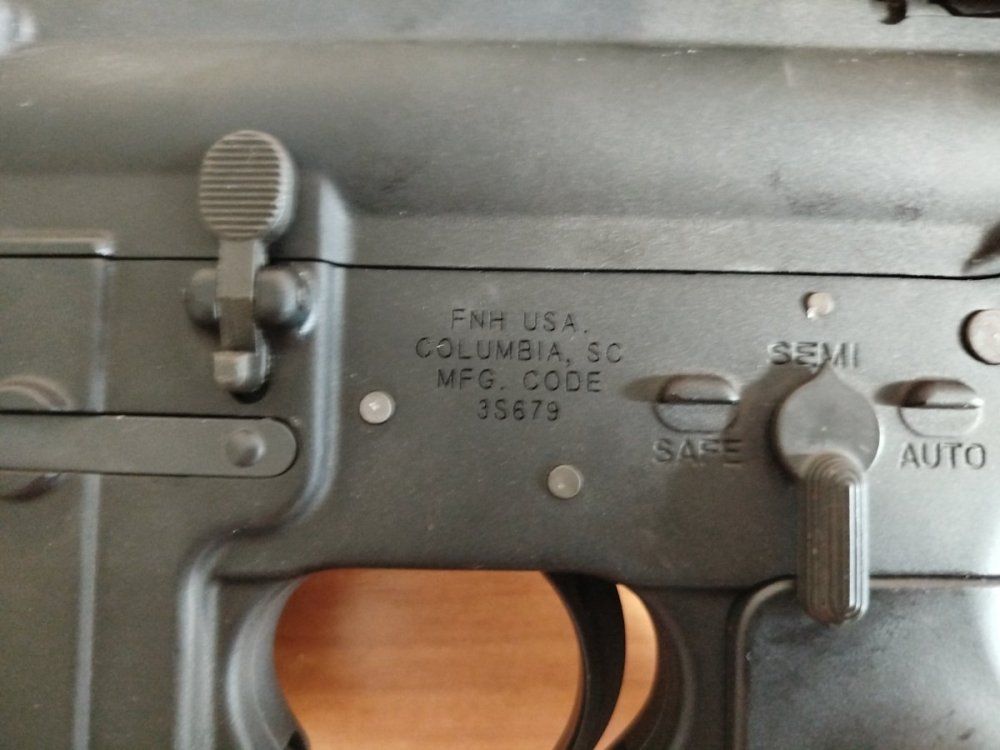 FNH USA.
COLUMBIA, SC
MFG. CODE
3S679
SEMI
SAFE
AUTO